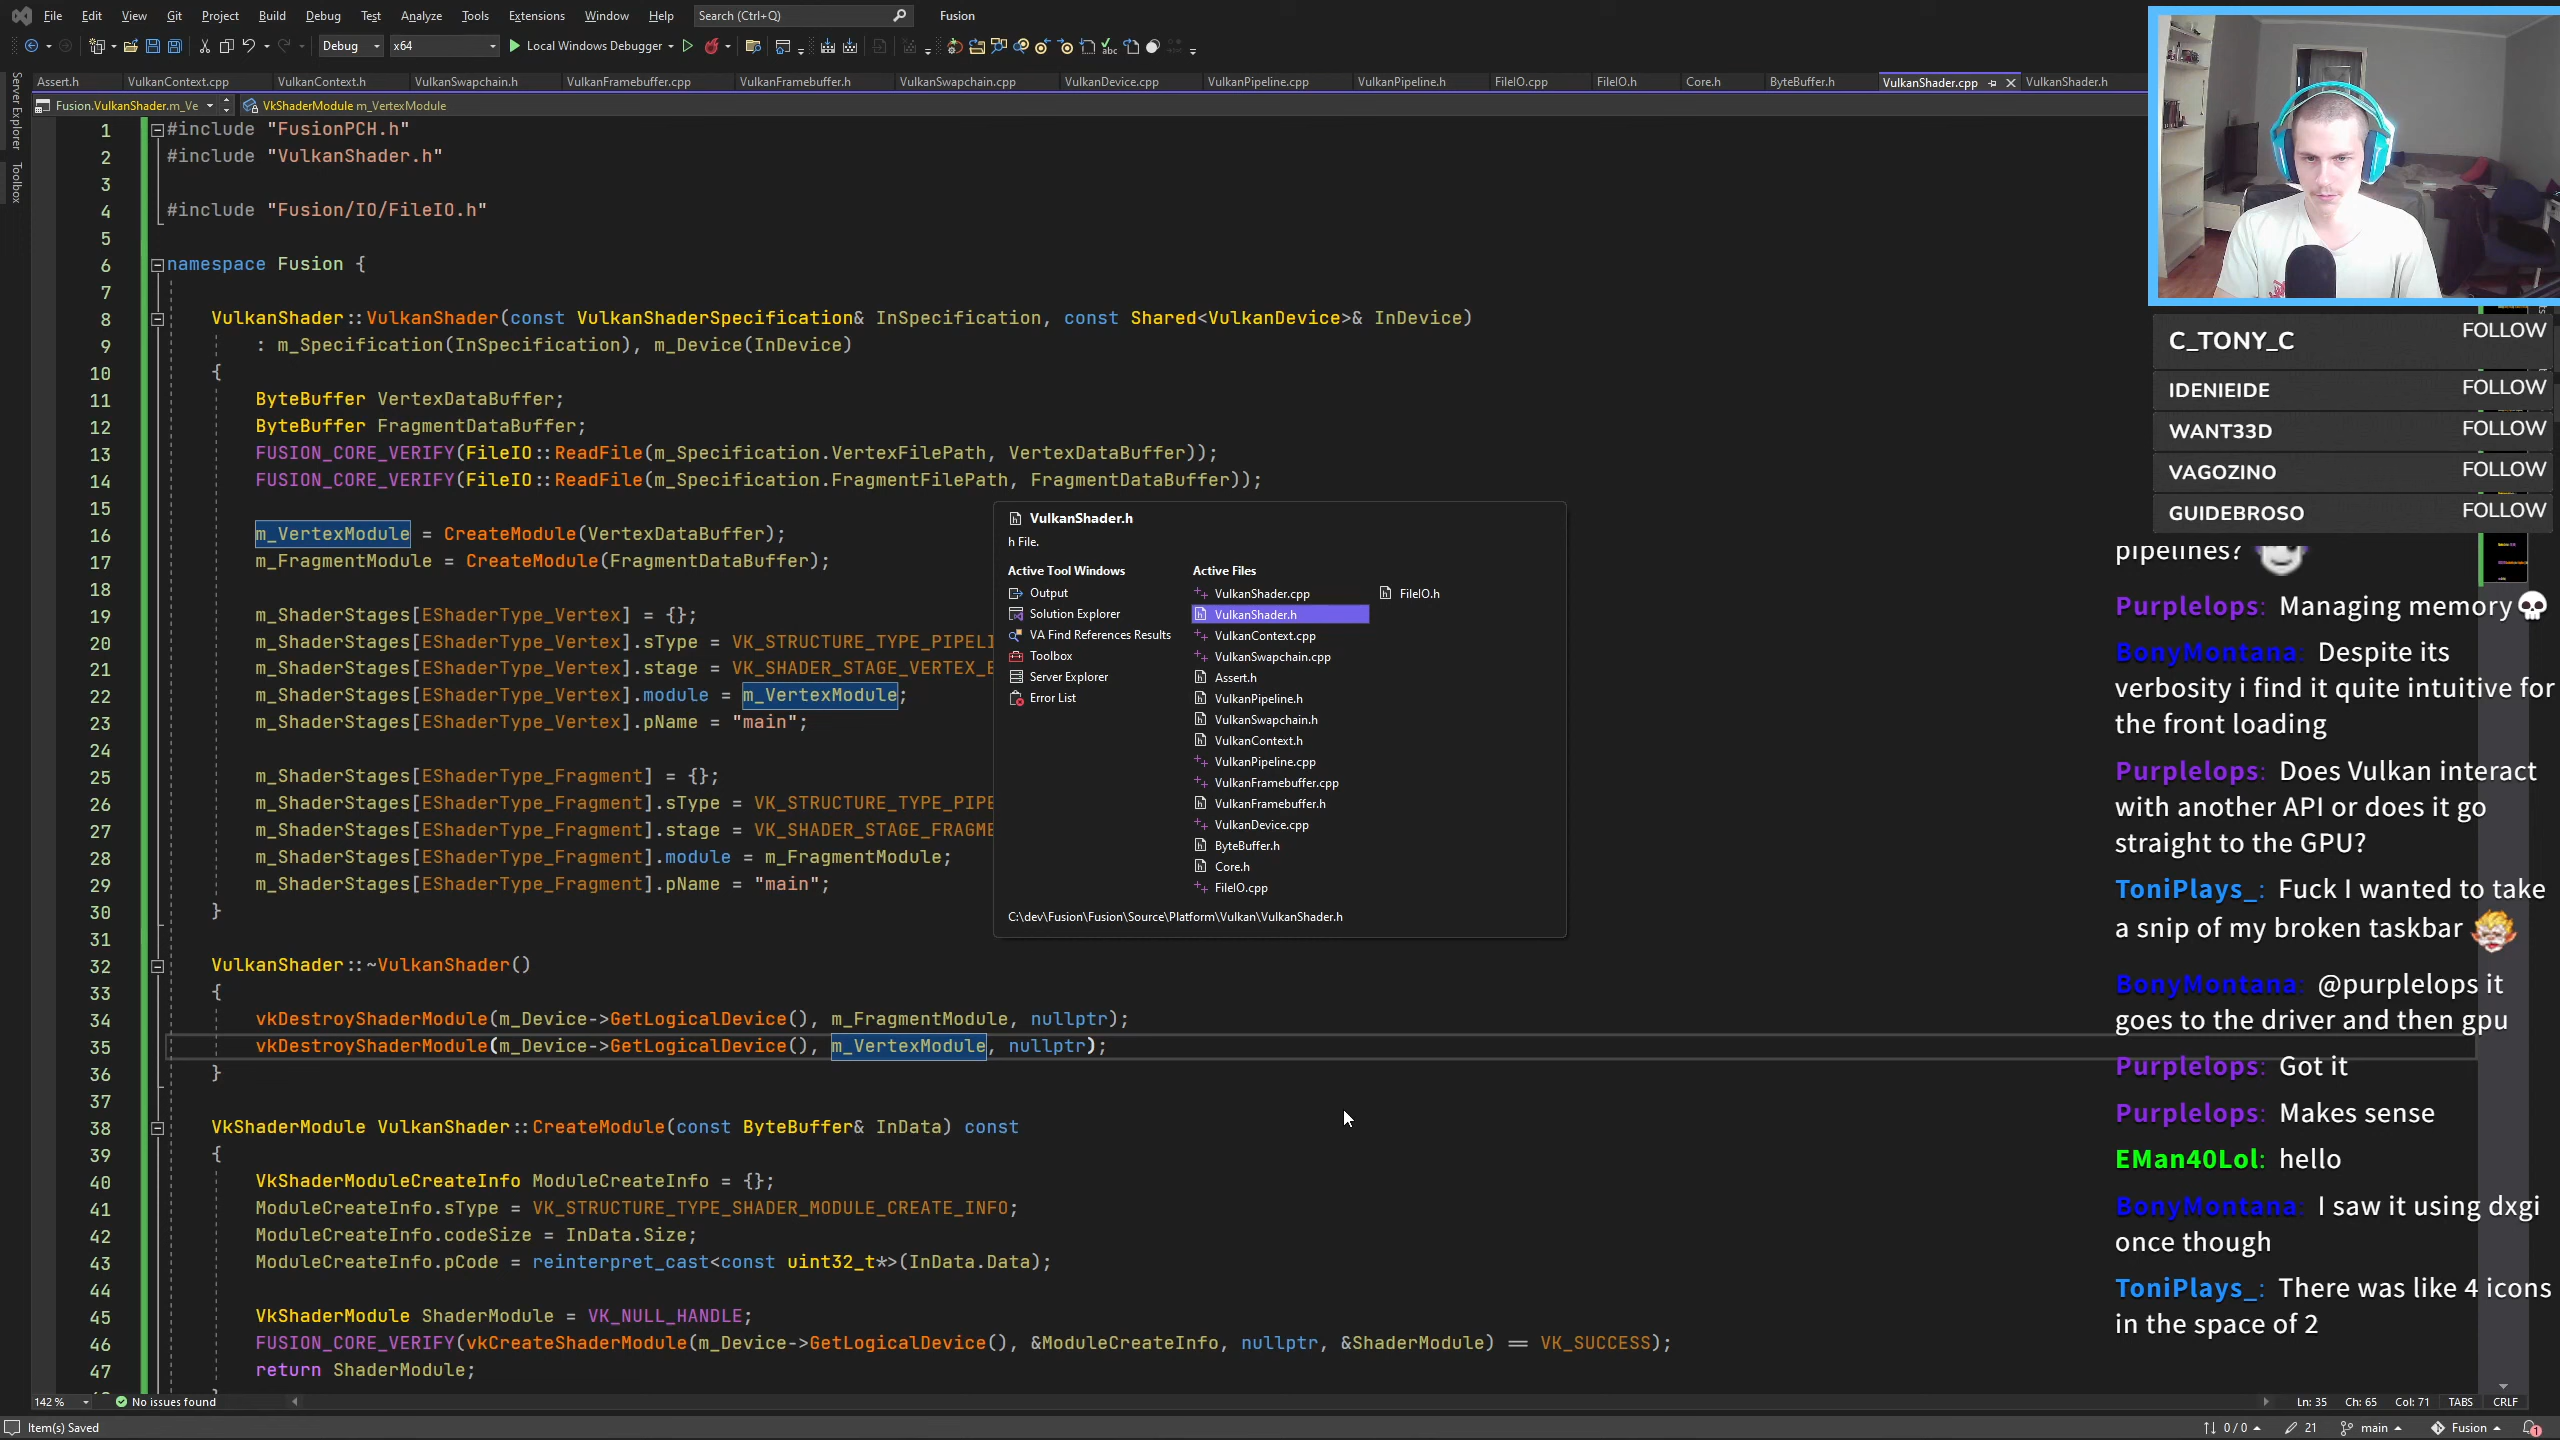 File Edit View Git Project Build Debug Test Analyze Tools Extensions Window Help Search (Ctrl+Q) Fusion
Debug x64 Local Windows Debugger
Assert.h VulkanContext.cpp VulkanContext.h VulkanSwapchain.h VulkanFramebuffer.cpp VulkanFramebuffer.h VulkanSwapchain.cpp VulkanDevice.cpp VulkanPipeline.cpp VulkanPipeline.h FileIO.cpp FileIO.h Core.h ByteBuffer.h VulkanShader.cpp VulkanShader.h
Fusion.VulkanShader.m_Ve VkShaderModule m_VertexModule
Server Explorer
Toolbox
1 #include "FusionPCH.h"
2 #include "VulkanShader.h"
3
4 #include "Fusion/IO/FileIO.h"
5
6 namespace Fusion {
7
8 VulkanShader::VulkanShader(const VulkanShaderSpecification& InSpecification, const Shared<VulkanDevice>& InDevice)
9 : m_Specification(InSpecification), m_Device(InDevice)
10 {
11 ByteBuffer VertexDataBuffer;
12 ByteBuffer FragmentDataBuffer;
13 FUSION_CORE_VERIFY(FileIO::ReadFile(m_Specification.VertexFilePath, VertexDataBuffer));
14 FUSION_CORE_VERIFY(FileIO::ReadFile(m_Specification.FragmentFilePath, FragmentDataBuffer));
15
16 m_VertexModule = CreateModule(VertexDataBuffer);
17 m_FragmentModule = CreateModule(FragmentDataBuffer);
18
19 m_ShaderStages[EShaderType_Vertex] = {};
20 m_ShaderStages[EShaderType_Vertex].sType = VK_STRUCTURE_TYPE_PIPELI
21 m_ShaderStages[EShaderType_Vertex].stage = VK_SHADER_STAGE_VERTEX_B
22 m_ShaderStages[EShaderType_Vertex].module = m_VertexModule;
23 m_ShaderStages[EShaderType_Vertex].pName = "main";
24
25 m_ShaderStages[EShaderType_Fragment] = {};
26 m_ShaderStages[EShaderType_Fragment].sType = VK_STRUCTURE_TYPE_PIPE
27 m_ShaderStages[EShaderType_Fragment].stage = VK_SHADER_STAGE_FRAGME
28 m_ShaderStages[EShaderType_Fragment].module = m_FragmentModule;
29 m_ShaderStages[EShaderType_Fragment].pName = "main";
30 }
31
32 VulkanShader::~VulkanShader()
33 {
34 vkDestroyShaderModule(m_Device->GetLogicalDevice(), m_FragmentModule, nullptr);
35 vkDestroyShaderModule(m_Device->GetLogicalDevice(), m_VertexModule, nullptr);
36 }
37
38 VkShaderModule VulkanShader::CreateModule(const ByteBuffer& InData) const
39 {
40 VkShaderModuleCreateInfo ModuleCreateInfo = {};
41 ModuleCreateInfo.sType = VK_STRUCTURE_TYPE_SHADER_MODULE_CREATE_INFO;
42 ModuleCreateInfo.codeSize = InData.Size;
43 ModuleCreateInfo.pCode = reinterpret_cast<const uint32_t*>(InData.Data);
44
45 VkShaderModule ShaderModule = VK_NULL_HANDLE;
46 FUSION_CORE_VERIFY(vkCreateShaderModule(m_Device->GetLogicalDevice(), &ModuleCreateInfo, nullptr, &ShaderModule) == VK_SUCCESS);
47 return ShaderModule;
VulkanShader.h
h File.
Active Tool Windows
Output
Solution Explorer
VA Find References Results
Toolbox
Server Explorer
Error List
Active Files
VulkanShader.cpp
VulkanShader.h
VulkanContext.cpp
VulkanSwapchain.cpp
Assert.h
VulkanPipeline.h
VulkanSwapchain.h
VulkanContext.h
VulkanPipeline.cpp
VulkanFramebuffer.cpp
VulkanFramebuffer.h
VulkanDevice.cpp
ByteBuffer.h
Core.h
FileIO.cpp
FileIO.h
C:\dev\Fusion\Fusion\Source\Platform\Vulkan\VulkanShader.h
C_TONY_C FOLLOW
IDENIEIDE FOLLOW
WANT33D FOLLOW
VAGOZINO FOLLOW
GUIDEBROSO FOLLOW
pipelines?
Purplelops: Managing memory
BonyMontana: Despite its
verbosity i find it quite intuitive for
the front loading
Purplelops: Does Vulkan interact
with another API or does it go
straight to the GPU?
ToniPlays_: Fuck I wanted to take
a snip of my broken taskbar
BonyMontana: @purplelops it
goes to the driver and then gpu
Purplelops: Got it
Purplelops: Makes sense
EMan40Lol: hello
BonyMontana: I saw it using dxgi
once though
ToniPlays_: There was like 4 icons
in the space of 2
142 % No issues found Ln: 35 Ch: 65 Col: 71 TABS CRLF
Item(s) Saved 0 / 0 21 main Fusion 1